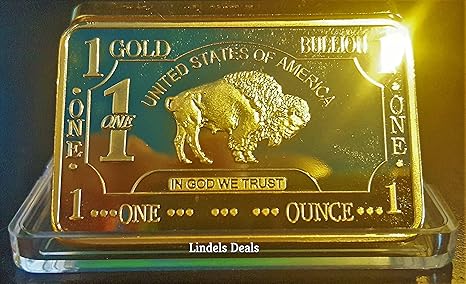 1 GOLD BULLION 1
UNITED STATES OF AMERICA
ONE
1
ONE
ONE
IN GOD WE TRUST
1 ONE OUNCE 1
Lindels Deals